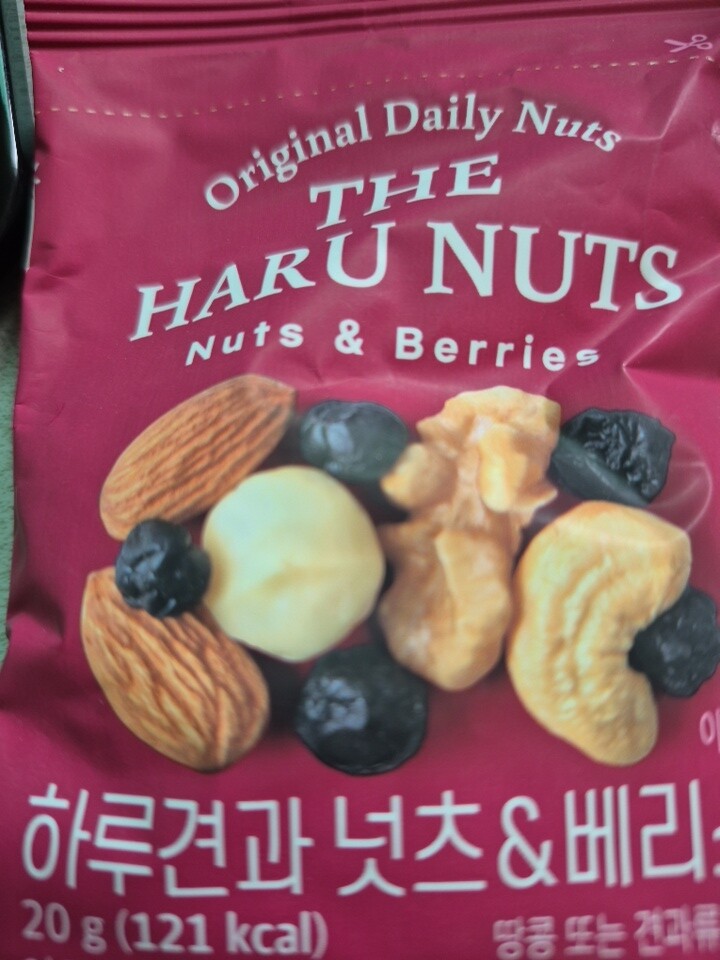 Original Daily Nuts
THE
HARU NUTS
Nuts & Berries
하루견과 넛츠&베리
20 g (121 kcal)
땅콩 또는 견과류